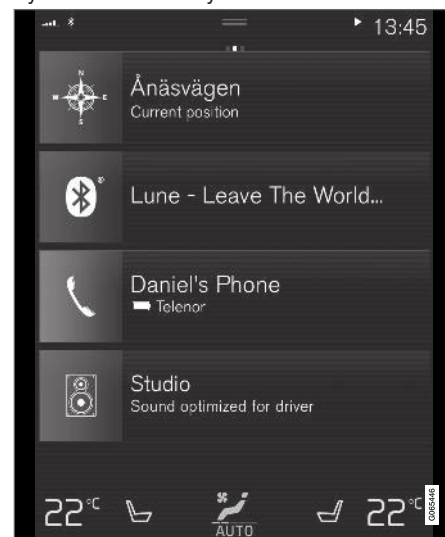 13:45
N
W E
S
Ånäsvägen
Current position
Lune - Leave The World...
Daniel's Phone
Telenor
Studio
Sound optimized for driver
22°C
AUTO
22°C
G065446